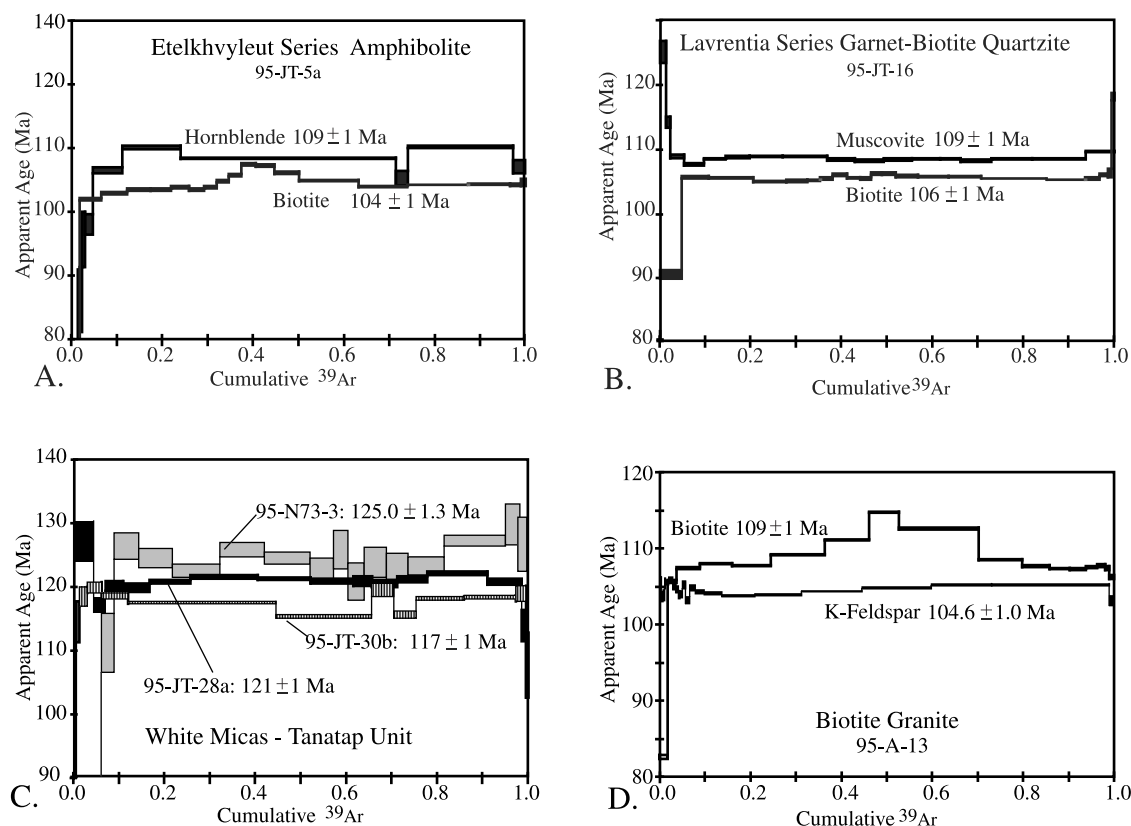 140
130
120
110
100
90
80
Apparent Age (Ma)
Etelkhvyleut Series Amphibolite
95-JT-5a
Hornblende 109 ± 1 Ma
Biotite 104 ± 1 Ma
0.0 0.2 0.4 0.6 0.8 1.0
Cumulative 39Ar
A.
130
120
110
100
90
80
Apparent Age (Ma)
Lavrentia Series Garnet-Biotite Quartzite
95-JT-16
Muscovite 109 ± 1 Ma
Biotite 106 ± 1 Ma
0.0 0.2 0.4 0.6 0.8 1.0
Cumulative 39Ar
B.
140
130
120
110
100
90
Apparent Age (Ma)
95-N73-3: 125.0 ± 1.3 Ma
95-JT-30b: 117 ± 1 Ma
95-JT-28a: 121 ± 1 Ma
White Micas - Tanatap Unit
0.0 0.2 0.4 0.6 0.8 1.0
Cumulative 39Ar
C.
120
110
100
90
80
Apparent Age (Ma)
Biotite 109 ± 1 Ma
K-Feldspar 104.6 ± 1.0 Ma
Biotite Granite
95-A-13
0.0 0.2 0.4 0.6 0.8 1.0
Cumulative 39Ar
D.